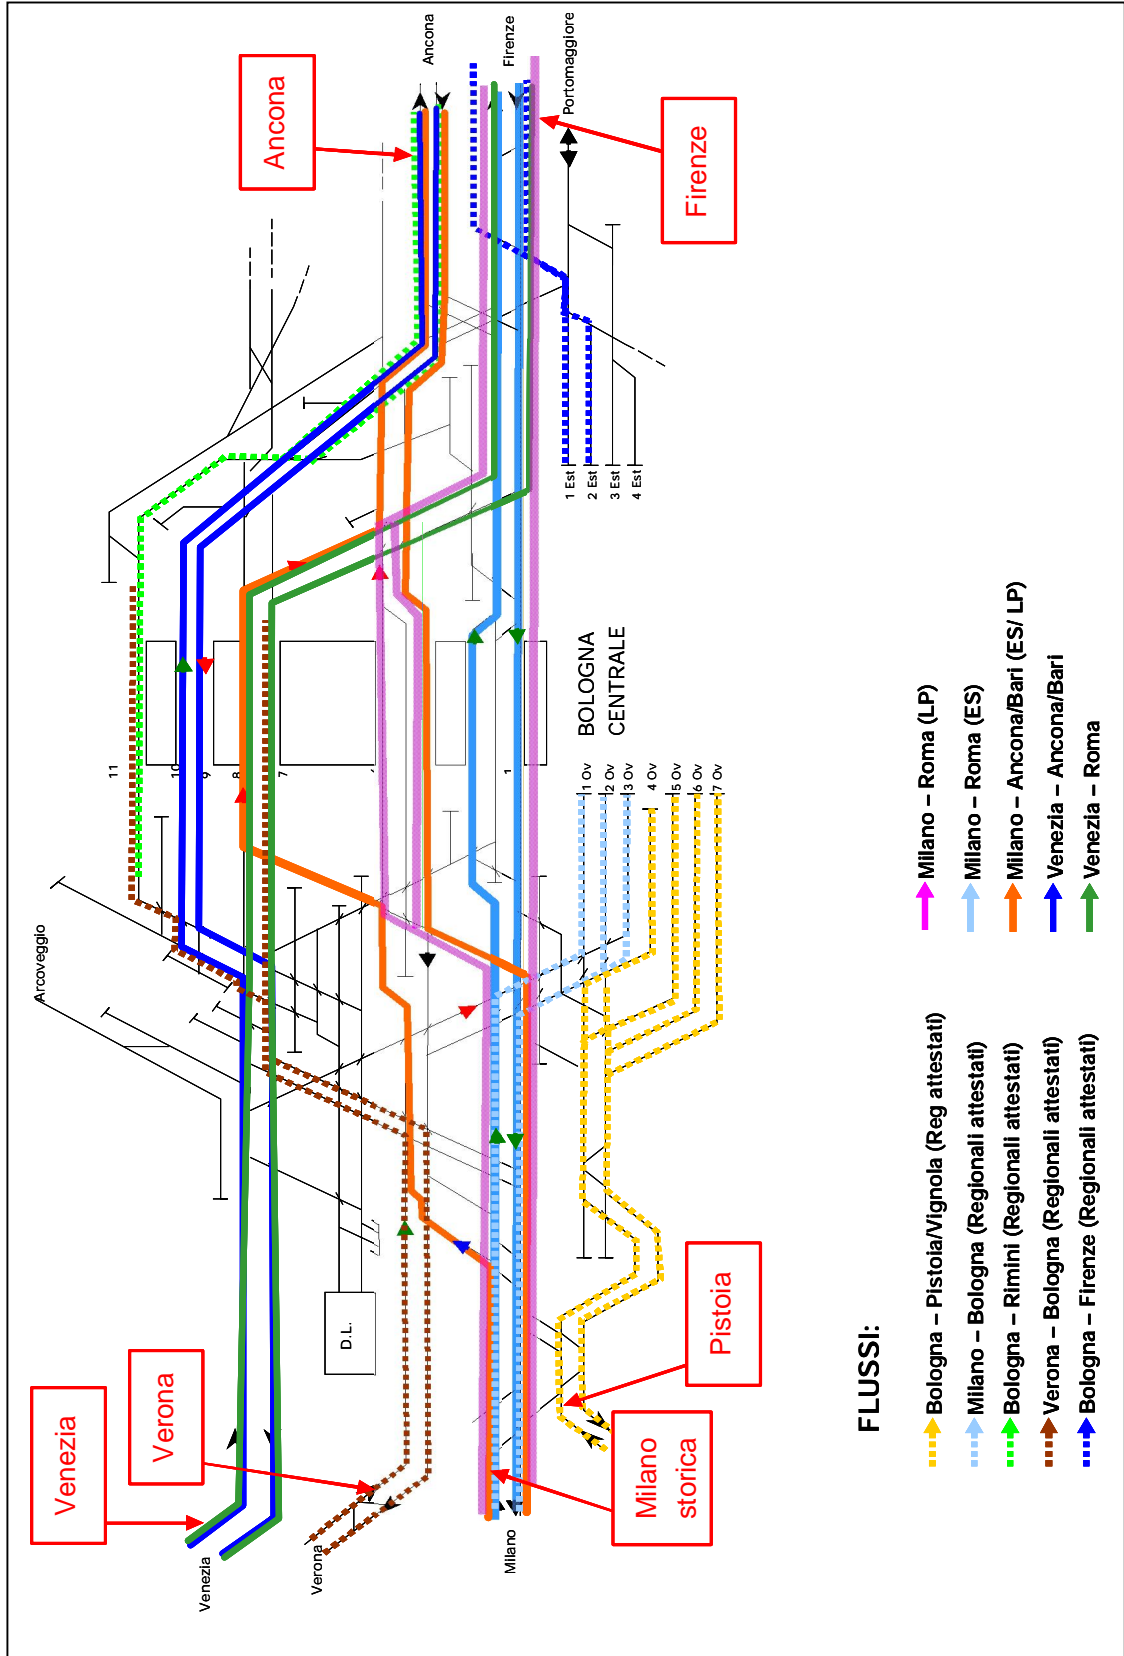 Ancona
Firenze
Portomaggiore
Ancona
Firenze
1 Est
2 Est
3 Est
4 Est
BOLOGNA
CENTRALE
11
10
9
8
7
1
1 Ov
2 Ov
3 Ov
4 Ov
5 Ov
6 Ov
7 Ov
Arcoveggio
D.L.
Venezia
Verona
Milano
storica
Pistoia
Venezia
Verona
Milano
FLUSSI:
Bologna – Pistoia/Vignola (Reg attestati)
Milano – Bologna (Regionali attestati)
Bologna – Rimini (Regionali attestati)
Verona – Bologna (Regionali attestati)
Bologna – Firenze (Regionali attestati)
Milano – Roma (LP)
Milano – Roma (ES)
Milano – Ancona/Bari (ES/ LP)
Venezia – Ancona/Bari
Venezia – Roma